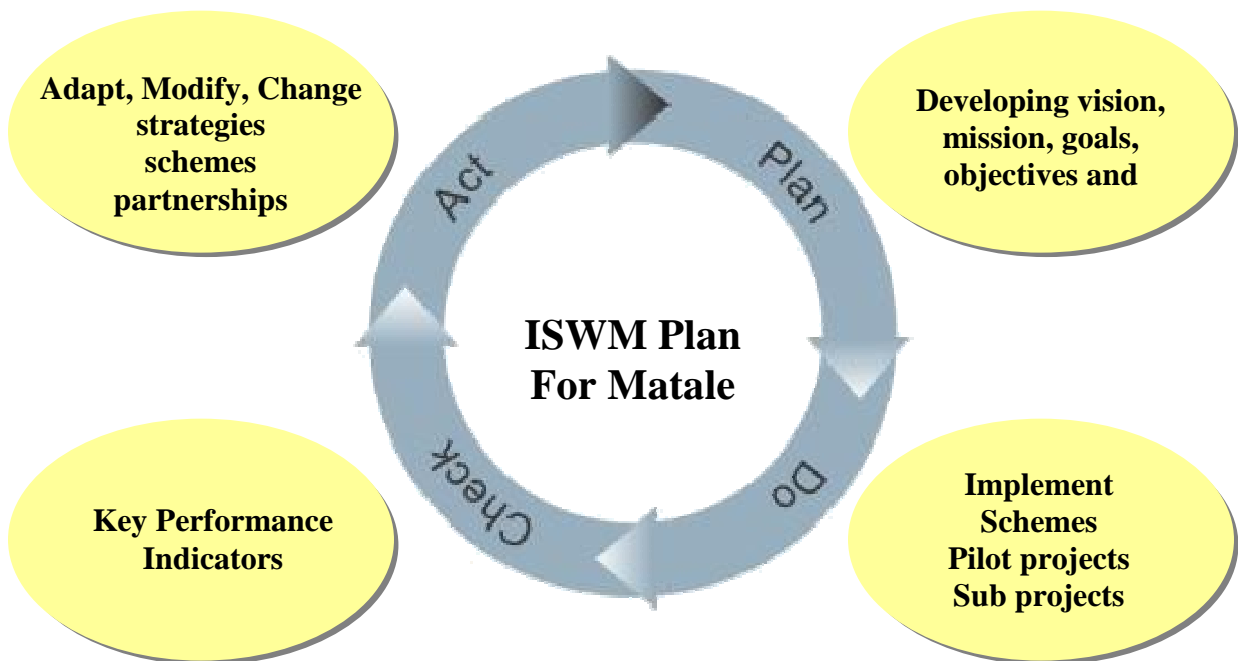 Adapt, Modify, Change
strategies
schemes
partnerships
Developing vision,
mission, goals,
objectives and
Act
Plan
ISWM Plan
For Matale
Check
Do
Key Performance
Indicators
Implement
Schemes
Pilot projects
Sub projects